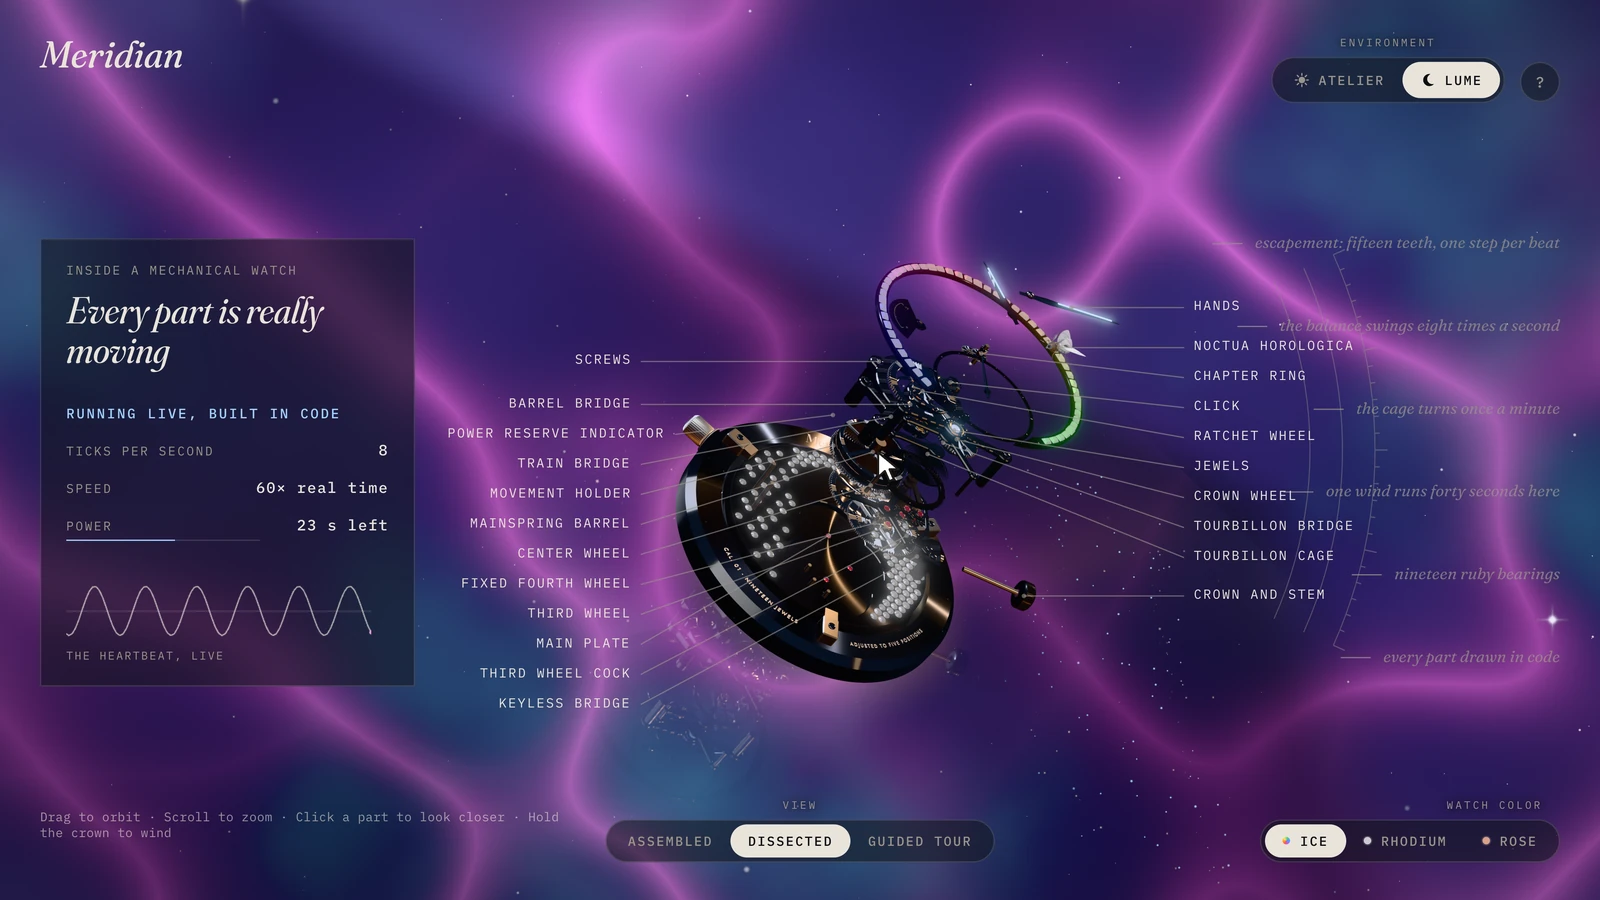 Meridian
ENVIRONMENT
ATELIER
LUME
?
INSIDE A MECHANICAL WATCH
Every part is really
moving
RUNNING LIVE, BUILT IN CODE
TICKS PER SECOND 8
SPEED 60× real time
POWER 23 s left
THE HEARTBEAT, LIVE
SCREWS
BARREL BRIDGE
POWER RESERVE INDICATOR
TRAIN BRIDGE
MOVEMENT HOLDER
MAINSPRING BARREL
CENTER WHEEL
FIXED FOURTH WHEEL
THIRD WHEEL
MAIN PLATE
THIRD WHEEL COCK
KEYLESS BRIDGE
CAL. 07 · NINETEEN JEWELS
ADJUSTED TO FIVE POSITIONS
HANDS
NOCTUA HOROLOGICA
CHAPTER RING
CLICK
RATCHET WHEEL
JEWELS
CROWN WHEEL
TOURBILLON BRIDGE
TOURBILLON CAGE
CROWN AND STEM
escapement: fifteen teeth, one step per beat
the balance swings eight times a second
the cage turns once a minute
one wind runs forty seconds here
nineteen ruby bearings
every part drawn in code
Drag to orbit · Scroll to zoom · Click a part to look closer · Hold
the crown to wind
VIEW
ASSEMBLED
DISSECTED
GUIDED TOUR
WATCH COLOR
ICE
RHODIUM
ROSE